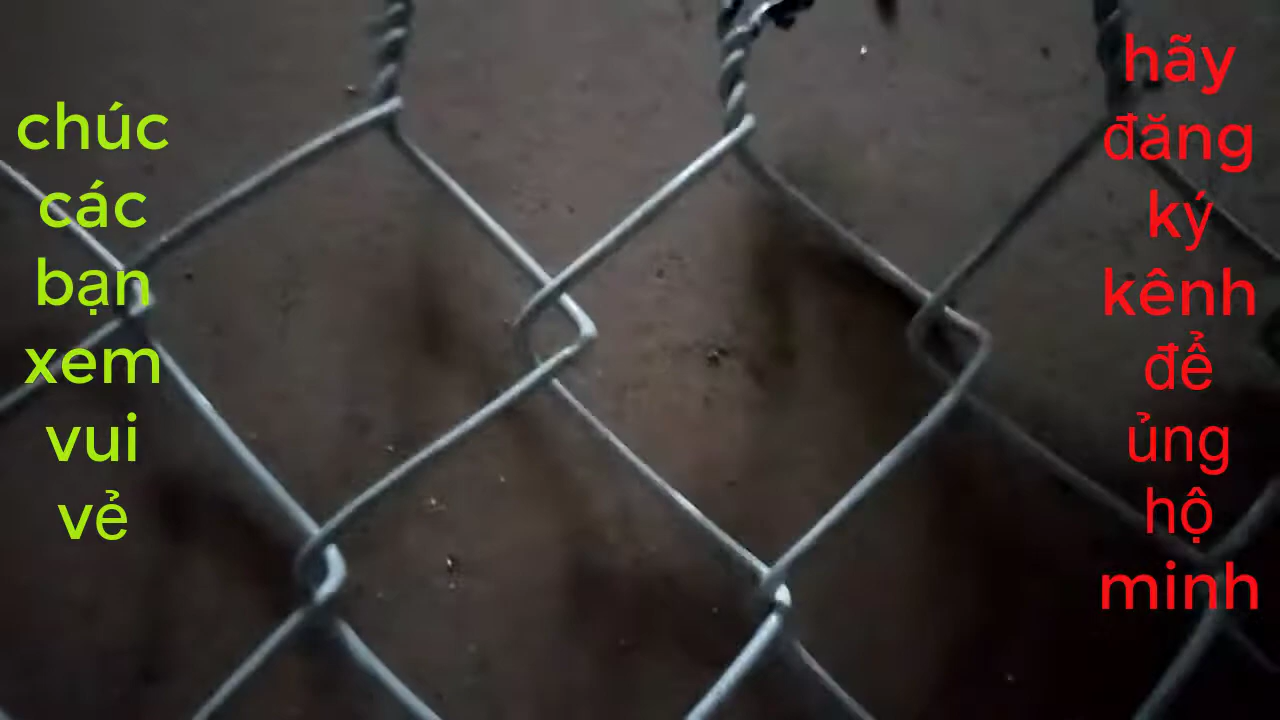 chúc
các
bạn
xem
vui
vẻ
hãy
đăng
ký
kênh
để
ủng
hộ
minh